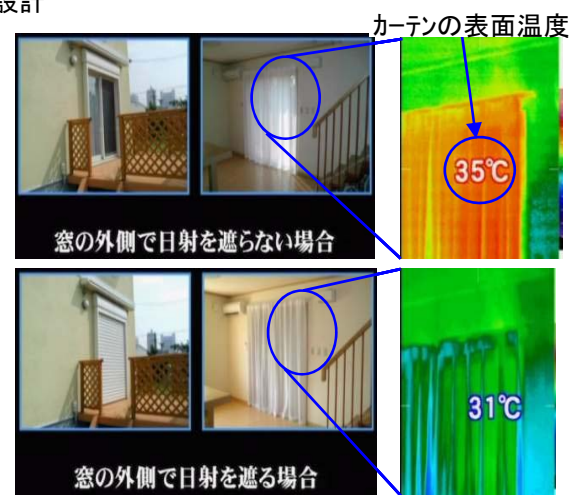 設計
カーテンの表面温度
35℃
窓の外側で日射を遮らない場合
31℃
窓の外側で日射を遮る場合